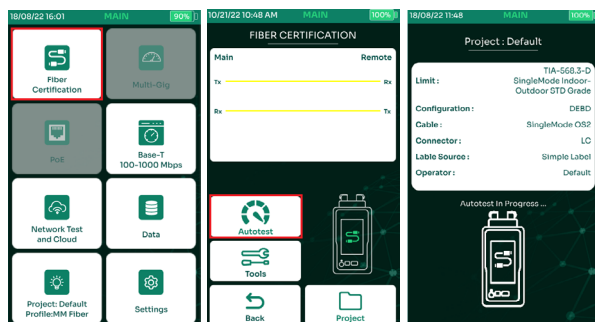 18/08/22 16:01 MAIN 90%
Fiber
Certification
Multi-Gig
PoE
Base-T
100-1000 Mbps
Network Test
and Cloud
Data
Project: Default
Profile:MM Fiber
Settings
10/21/22 10:48 AM MAIN 100%
FIBER CERTIFICATION
Main Remote
Tx Rx
Rx Tx
Autotest
Tools
Back
Project
18/08/22 11:48 MAIN 100%
Project : Default
Limit : TIA-568.3-D
SingleMode Indoor-
Outdoor STD Grade
Configuration : DEBD
Cable : SingleMode OS2
Connector : LC
Lable Source : Simple Label
Operator : Default
Autotest In Progress ...